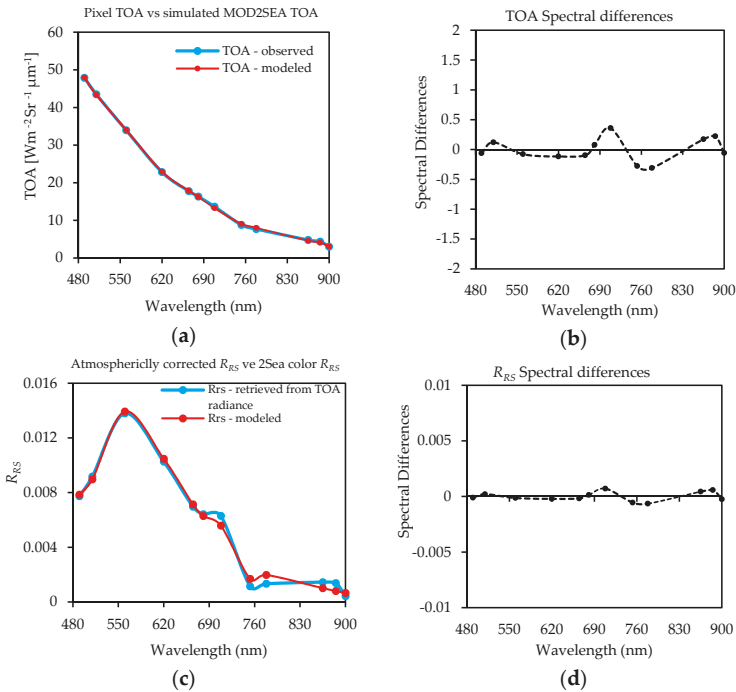 Pixel TOA vs simulated MOD2SEA TOA
60
50
40
30
20
10
0
TOA [Wm⁻² Sr ⁻¹ µm⁻¹]
TOA - observed
TOA - modeled
480 550 620 690 760 830 900
Wavelength (nm)
(a)
TOA Spectral differences
2
1.5
1
0.5
0
-0.5
-1
-1.5
-2
Spectral Differences
480 550 620 690 760 830 900
Wavelength (nm)
(b)
Atmosphericlly corrected R_RS ve 2Sea color R_RS
0.016
0.012
0.008
0.004
0
R_RS
Rrs - retrieved from TOA
radiance
Rrs - modeled
480 550 620 690 760 830 900
Wavelength (nm)
(c)
R_RS Spectral differences
0.01
0.005
0
-0.005
-0.01
Spectral Differences
480 550 620 690 760 830 900
Wavelength (nm)
(d)